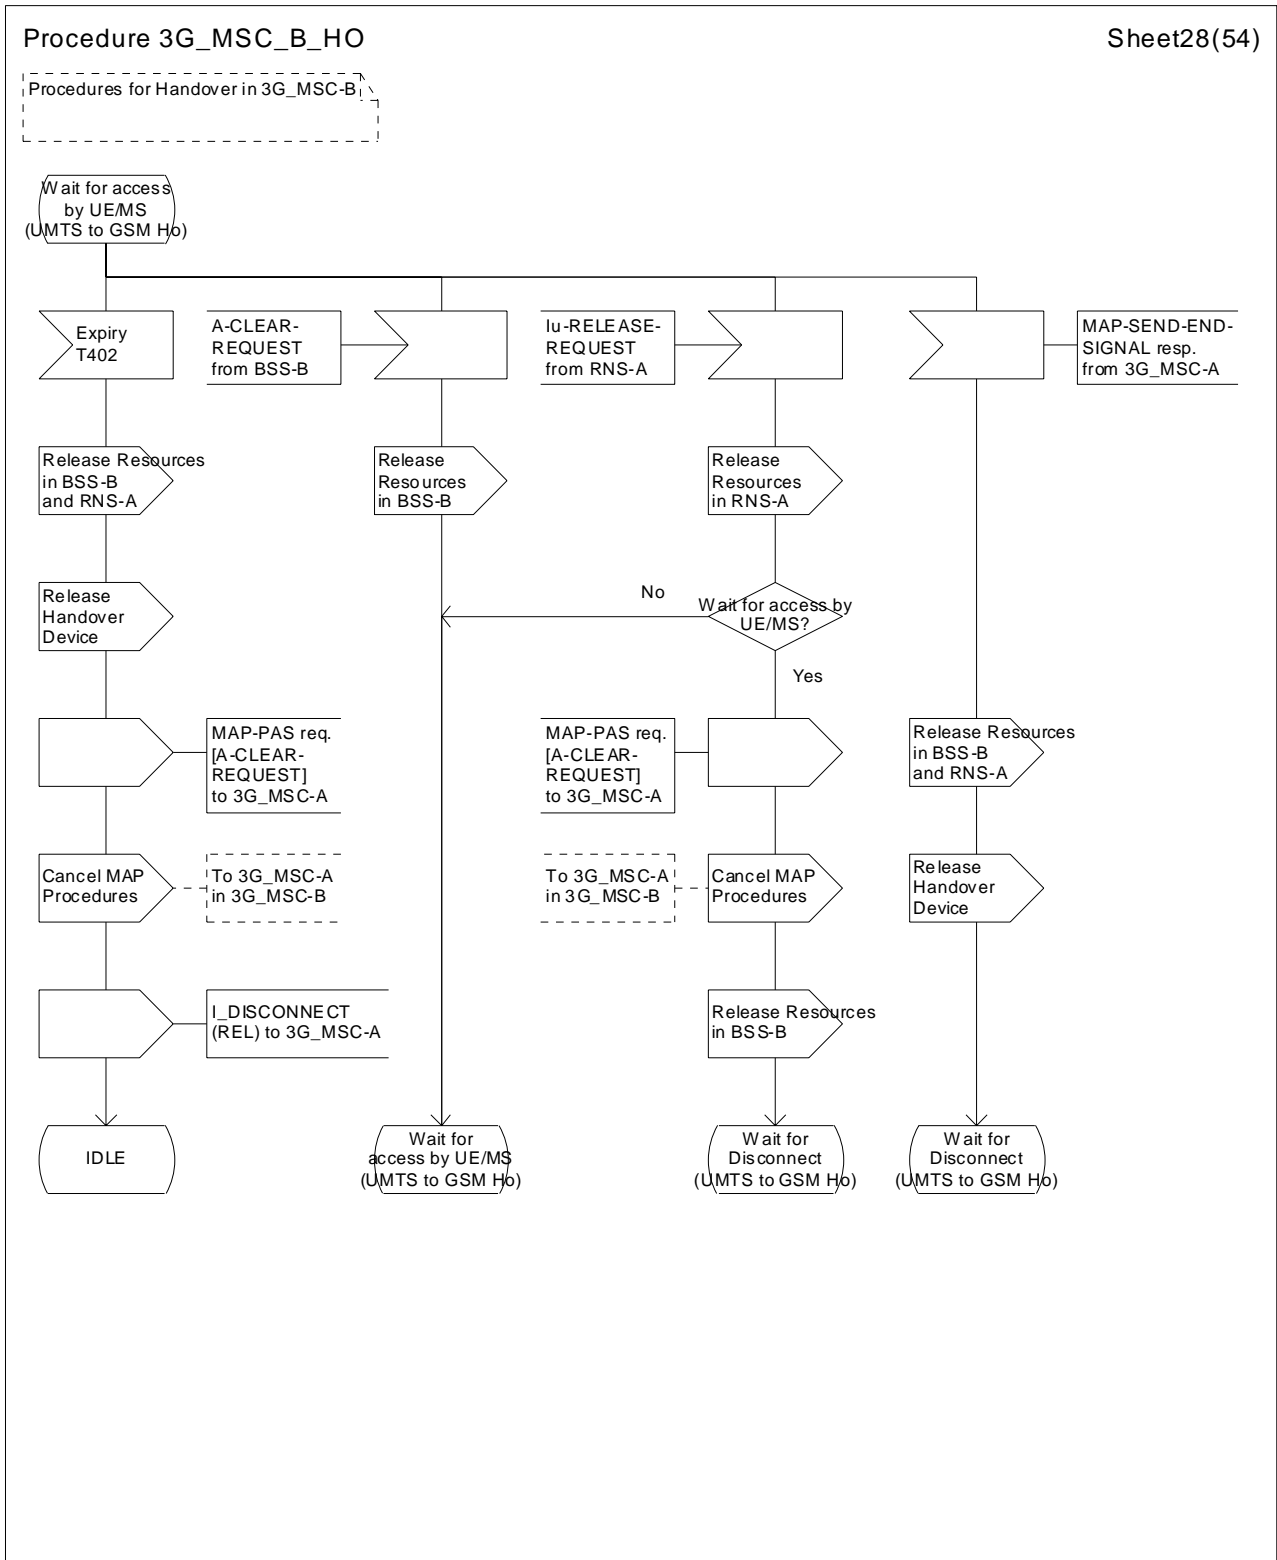 Procedure 3G_MSC_B_HO
Sheet28(54)
Procedures for Handover in 3G_MSC-B
Wait for access
by UE/MS
(UMTS to GSM Ho)
Expiry
T402
A-CLEAR-
REQUEST
from BSS-B
Iu-RELEASE-
REQUEST
from RNS-A
MAP-SEND-END-
SIGNAL resp.
from 3G_MSC-A
Release Resources
in BSS-B
and RNS-A
Release
Resources
in BSS-B
Release
Resources
in RNS-A
Release
Handover
Device
No
Wait for access by
UE/MS?
Yes
MAP-PAS req.
[A-CLEAR-
REQUEST]
to 3G_MSC-A
MAP-PAS req.
[A-CLEAR-
REQUEST]
to 3G_MSC-A
Release Resources
in BSS-B
and RNS-A
Cancel MAP
Procedures
To 3G_MSC-A
in 3G_MSC-B
To 3G_MSC-A
in 3G_MSC-B
Cancel MAP
Procedures
Release
Handover
Device
I_DISCONNECT
(REL) to 3G_MSC-A
Release Resources
in BSS-B
IDLE
Wait for
access by UE/MS
(UMTS to GSM Ho)
Wait for
Disconnect
(UMTS to GSM Ho)
Wait for
Disconnect
(UMTS to GSM Ho)